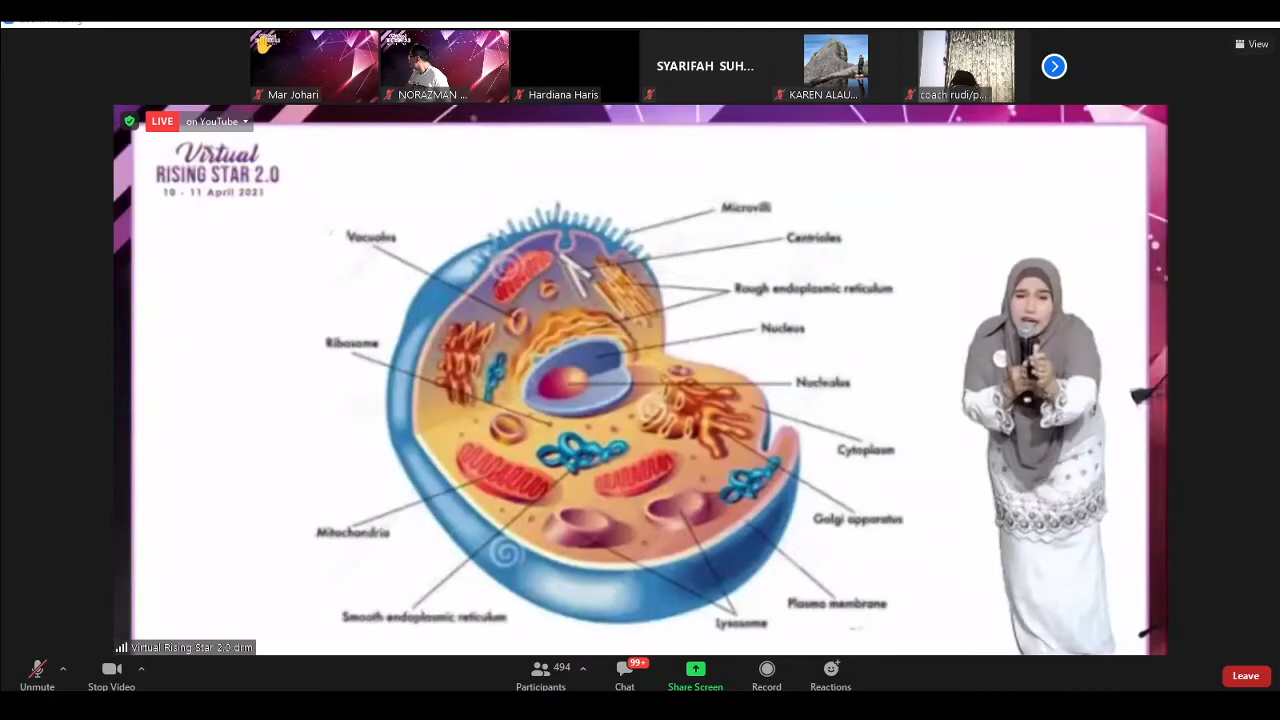 View
Mar Johari
NORAZMAN ...
Hardiana Haris
SYARIFAH SUH...
KAREN ALAU...
coach rudi/p...
LIVE on YouTube
Virtual
RISING STAR 2.0
10 - 11 April 2021
Microvilli
Vacuoles
Centrioles
Rough endoplasmic reticulum
Nucleus
Ribosome
Nucleolus
Cytoplasm
Golgi apparatus
Mitochondria
Plasma membrane
Smooth endoplasmic reticulum
Lysosome
Virtual Rising Star 2.0 drm
Unmute
Stop Video
Participants
494
Chat
99+
Share Screen
Record
Reactions
Leave